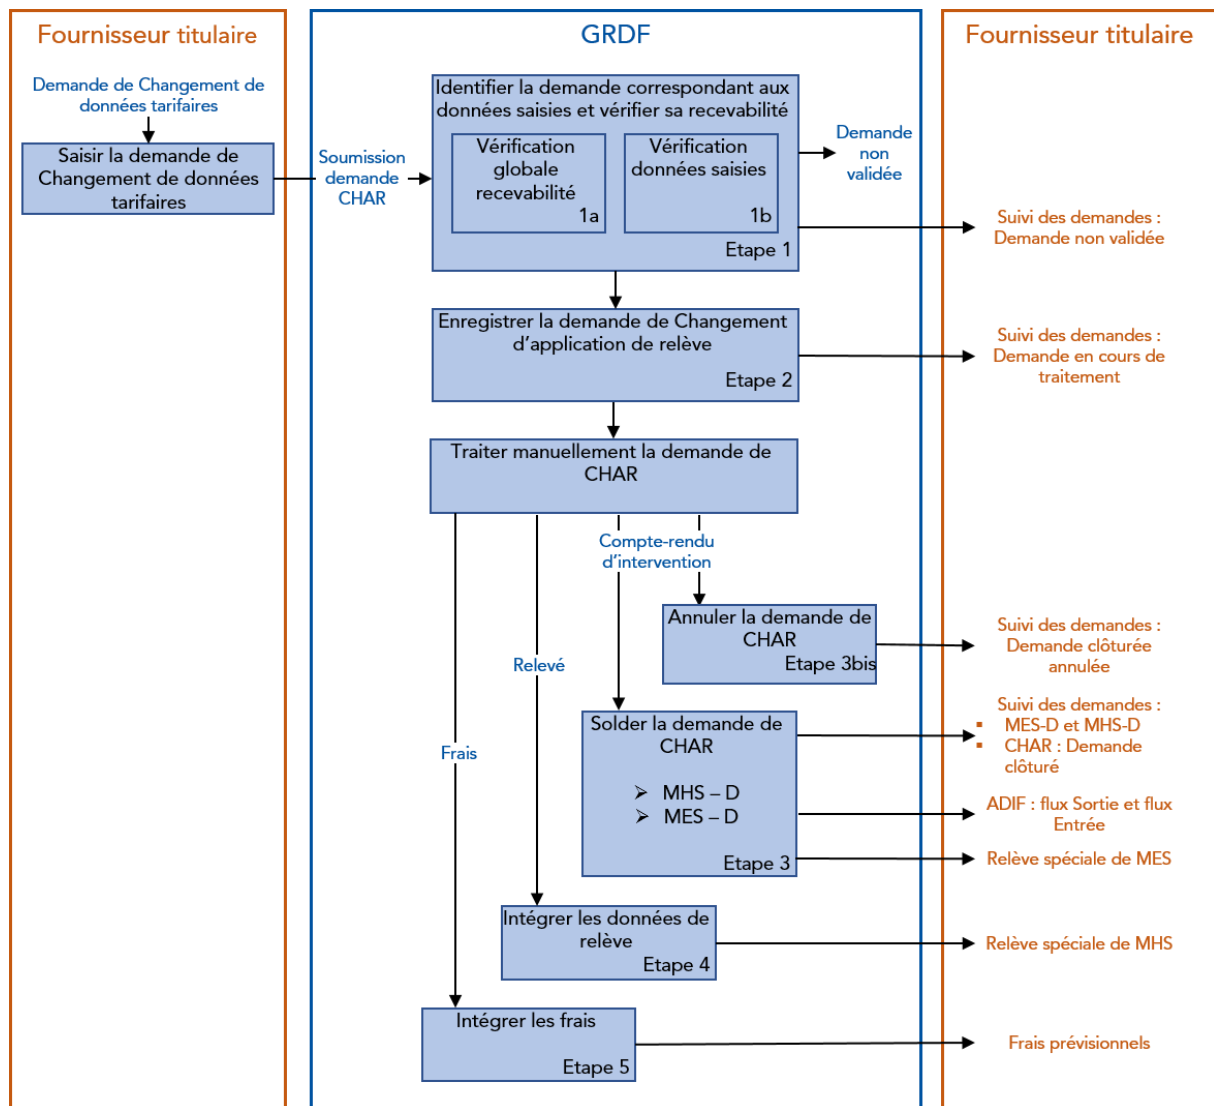 Fournisseur titulaire
GRDF
Fournisseur titulaire
Demande de Changement de
données tarifaires
Saisir la demande de
Changement de données
tarifaires
Soumission
demande
CHAR
Identifier la demande correspondant aux
données saisies et vérifier sa recevabilité
Vérification
globale
recevabilité
1a
Vérification
données saisies
1b
Etape 1
Demande
non
validée
Suivi des demandes :
Demande non validée
Enregistrer la demande de Changement
d’application de relève
Etape 2
Suivi des demandes :
Demande en cours de
traitement
Traiter manuellement la demande de
CHAR
Compte-rendu
d’intervention
Annuler la demande de
CHAR
Etape 3bis
Suivi des demandes :
Demande clôturée
annulée
Relevé
Frais
Solder la demande de
CHAR
➢ MHS – D
➢ MES – D
Etape 3
Suivi des demandes :
▪ MES-D et MHS-D
▪ CHAR : Demande
clôturé
ADIF : flux Sortie et flux
Entrée
Relève spéciale de MES
Intégrer les données de
relève
Etape 4
Relève spéciale de MHS
Intégrer les frais
Etape 5
Frais prévisionnels